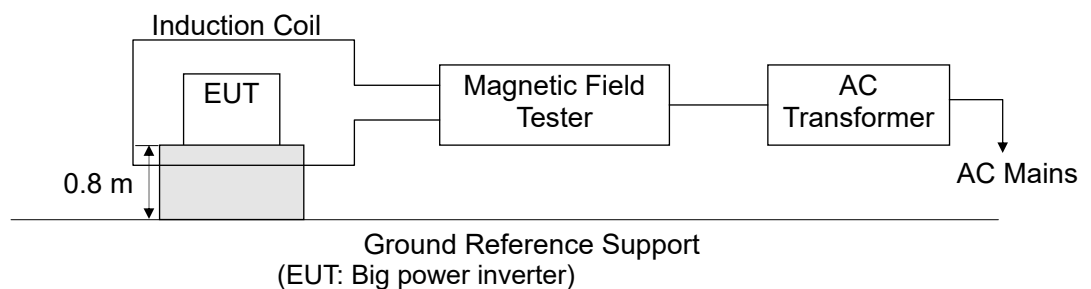 Induction Coil
EUT
Magnetic Field
Tester
AC
Transformer
0.8 m
AC Mains
Ground Reference Support
(EUT: Big power inverter)